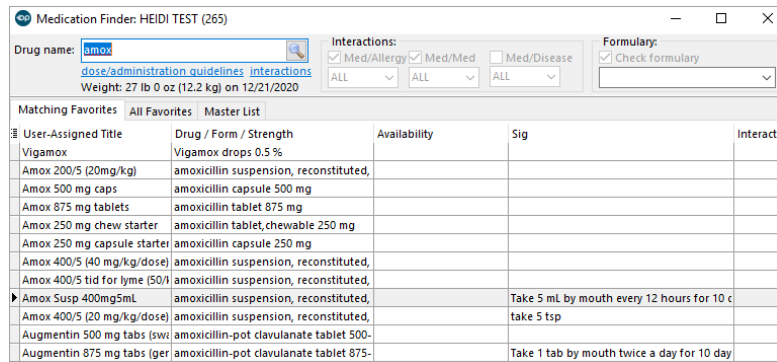 Medication Finder: HEIDI TEST (265)
Drug name: amox
dose/administration guidelines interactions
Weight: 27 lb 0 oz (12.2 kg) on 12/21/2020
Interactions:
Med/Allergy Med/Med Med/Disease
ALL ALL ALL
Formulary:
Check formulary
Matching Favorites All Favorites Master List
User-Assigned Title Drug / Form / Strength Availability Sig Interact
Vigamox Vigamox drops 0.5 %
Amox 200/5 (20mg/kg) amoxicillin suspension, reconstituted,
Amox 500 mg caps amoxicillin capsule 500 mg
Amox 875 mg tablets amoxicillin tablet 875 mg
Amox 250 mg chew starter amoxicillin tablet,chewable 250 mg
Amox 250 mg capsule starter amoxicillin capsule 250 mg
Amox 400/5 (40 mg/kg/dose) amoxicillin suspension, reconstituted,
Amox 400/5 tid for lyme (50/ amoxicillin suspension, reconstituted,
Amox Susp 400mg5mL amoxicillin suspension, reconstituted, Take 5 mL by mouth every 12 hours for 10
Amox 400/5 (20 mg/kg/dose) amoxicillin suspension, reconstituted, take 5 tsp
Augmentin 500 mg tabs (swa amoxicillin-pot clavulanate tablet 500-
Augmentin 875 mg tabs (ger amoxicillin-pot clavulanate tablet 875- Take 1 tab by mouth twice a day for 10 day